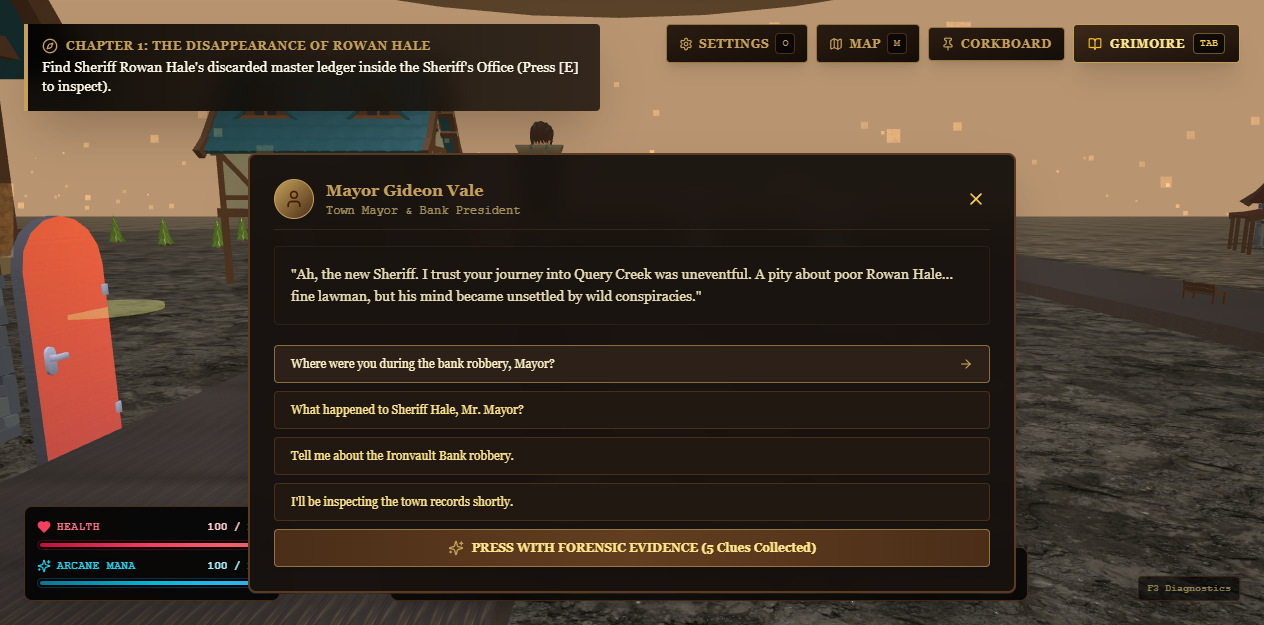 CHAPTER 1: THE DISAPPEARANCE OF ROWAN HALE
Find Sheriff Rowan Hale's discarded master ledger inside the Sheriff's Office (Press [E]
to inspect).
SETTINGS O
MAP M
CORKBOARD
GRIMOIRE TAB
Mayor Gideon Vale
Town Mayor & Bank President
"Ah, the new Sheriff. I trust your journey into Query Creek was uneventful. A pity about poor Rowan Hale...
fine lawman, but his mind became unsettled by wild conspiracies."
Where were you during the bank robbery, Mayor?
What happened to Sheriff Hale, Mr. Mayor?
Tell me about the Ironvault Bank robbery.
I'll be inspecting the town records shortly.
PRESS WITH FORENSIC EVIDENCE (5 Clues Collected)
HEALTH 100 /
ARCANE MANA 100 /
F3 Diagnostics